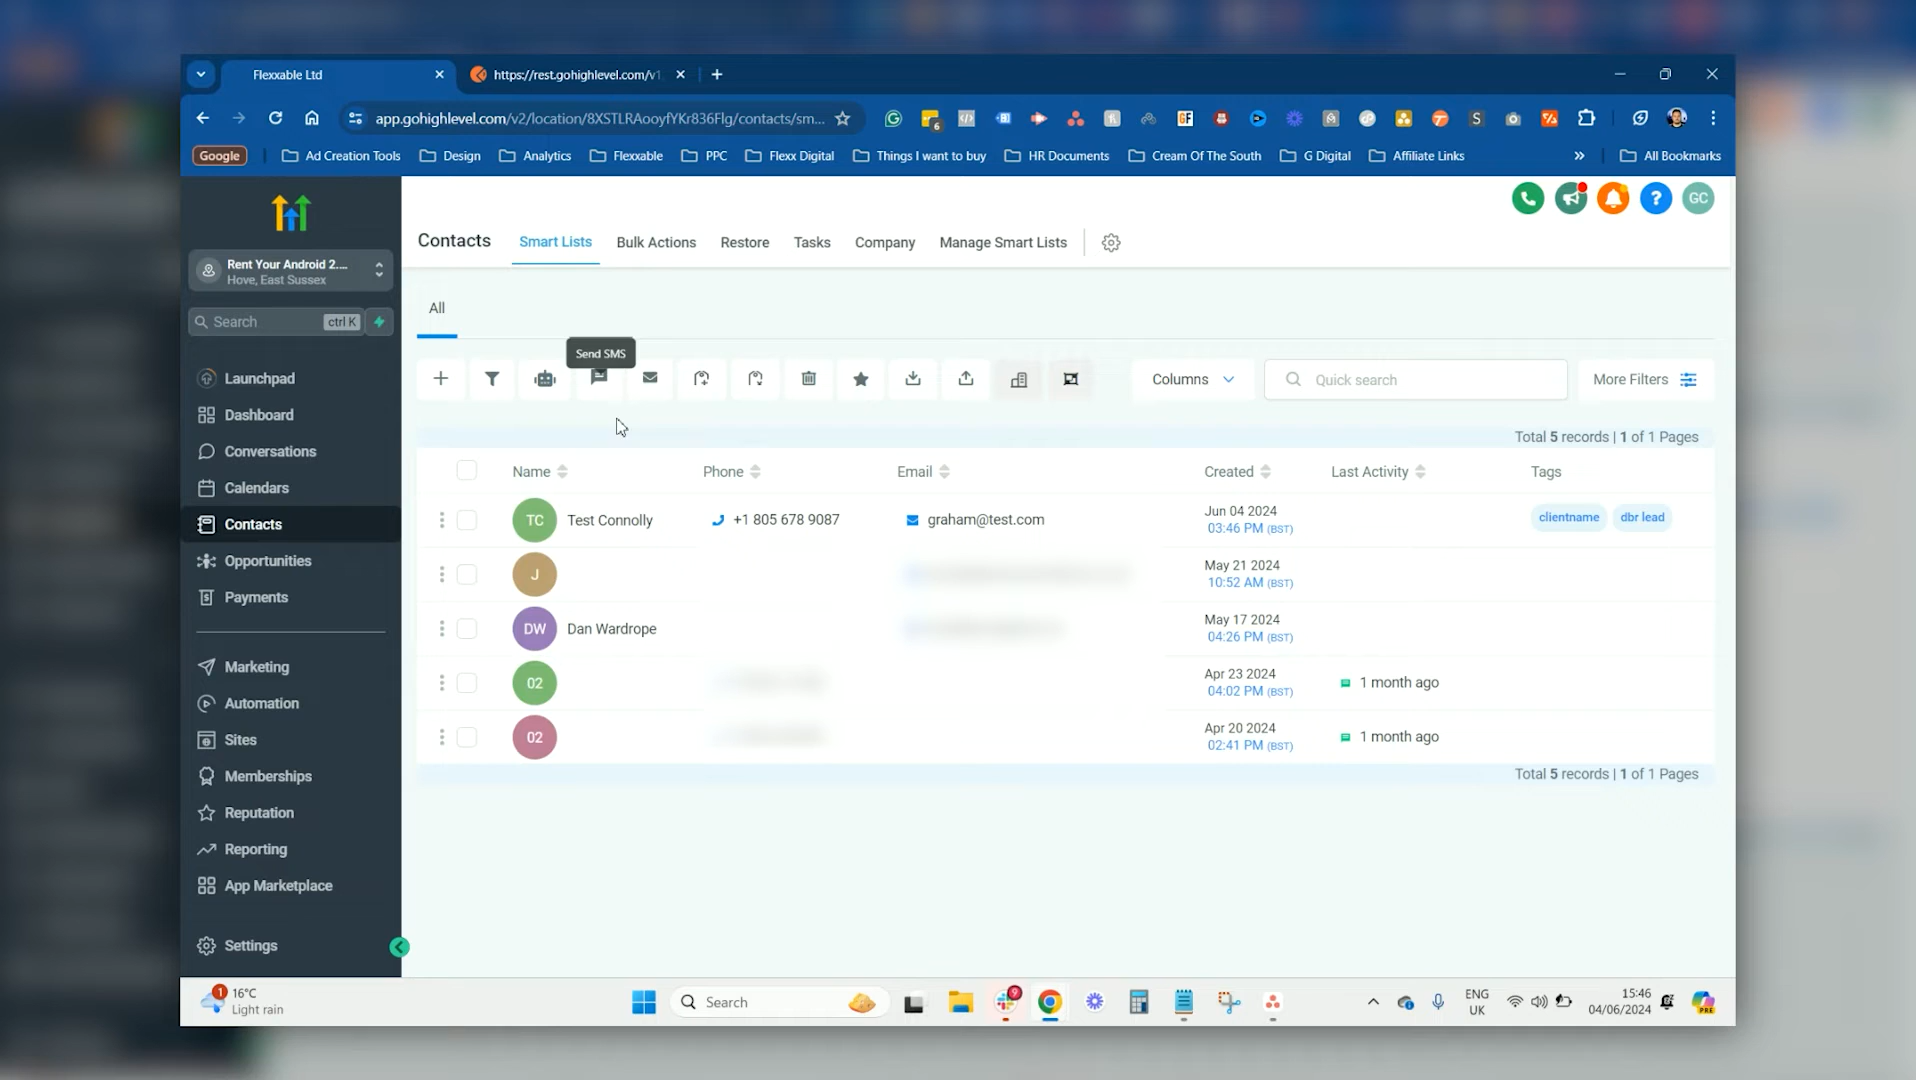 Flexxable Ltd
https://rest.gohighlevel.com/v1
app.gohighlevel.com/v2/location/8XSTLRAooyfYKr836Flg/contacts/sm...
6
GF
S
Google
Ad Creation Tools
Design
Analytics
Flexxable
PPC
Flexx Digital
Things I want to buy
HR Documents
Cream Of The South
G Digital
Affiliate Links
»
All Bookmarks
GC
Rent Your Android 2....
Hove, East Sussex
Search
ctrl K
Launchpad
Dashboard
Conversations
Calendars
Contacts
Opportunities
Payments
Marketing
Automation
Sites
Memberships
Reputation
Reporting
App Marketplace
Settings
Contacts
Smart Lists
Bulk Actions
Restore
Tasks
Company
Manage Smart Lists
All
Send SMS
Columns
Quick search
More Filters
Total 5 records | 1 of 1 Pages
Name
Phone
Email
Created
Last Activity
Tags
TC
Test Connolly
+1 805 678 9087
graham@test.com
Jun 04 2024
03:46 PM (BST)
clientname
dbr lead
J
May 21 2024
10:52 AM (BST)
DW
Dan Wardrope
May 17 2024
04:26 PM (BST)
02
Apr 23 2024
04:02 PM (BST)
1 month ago
02
Apr 20 2024
02:41 PM (BST)
1 month ago
Total 5 records | 1 of 1 Pages
1
16°C
Light rain
Search
9
ENG
UK
15:46
04/06/2024
PRE